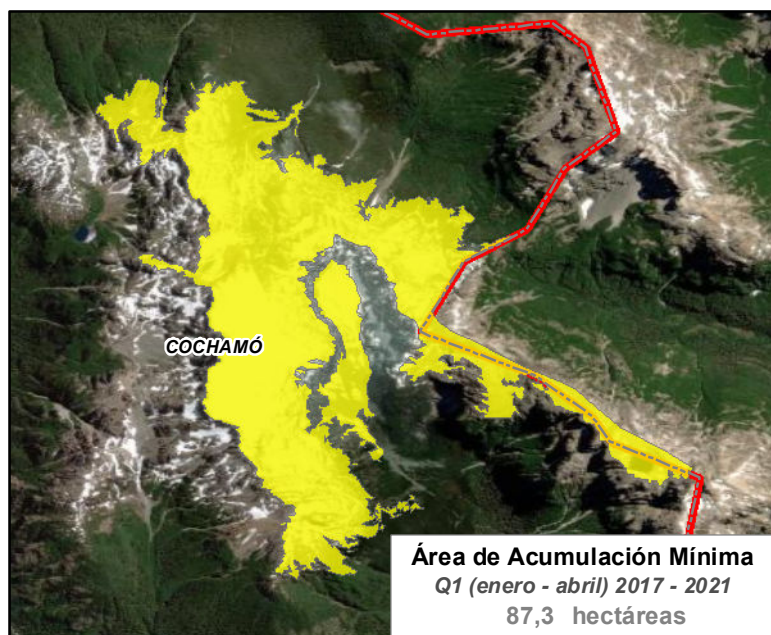 COCHAMÓ
Área de Acumulación Mínima
Q1 (enero - abril) 2017 - 2021
87,3 hectáreas